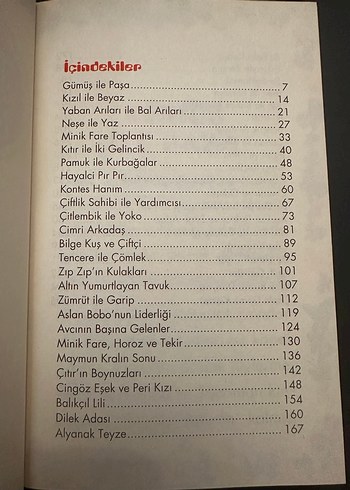 İçindekiler
Gümüş ile Paşa 7
Kızıl ile Beyaz 14
Yaban Arıları ile Bal Arıları 21
Neşe ile Yaz 27
Minik Fare Toplantısı 33
Kıtır ile İki Gelincik 40
Pamuk ile Kurbağalar 48
Hayalci Pır Pır 53
Kontes Hanım 60
Çiftlik Sahibi ile Yardımcısı 67
Çitlembik ile Yoko 73
Cimri Arkadaş 81
Bilge Kuş ve Çiftçi 89
Tencere ile Çömlek 95
Zıp Zıp'ın Kulakları 101
Altın Yumurtlayan Tavuk 107
Zümrüt ile Garip 112
Aslan Bobo'nun Liderliği 119
Avcının Başına Gelenler 124
Minik Fare, Horoz ve Tekir 130
Maymun Kralın Sonu 136
Çıtır'ın Boynuzları 142
Cingöz Eşek ve Peri Kızı 148
Balıkçıl Lili 154
Dilek Adası 160
Alyanak Teyze 167